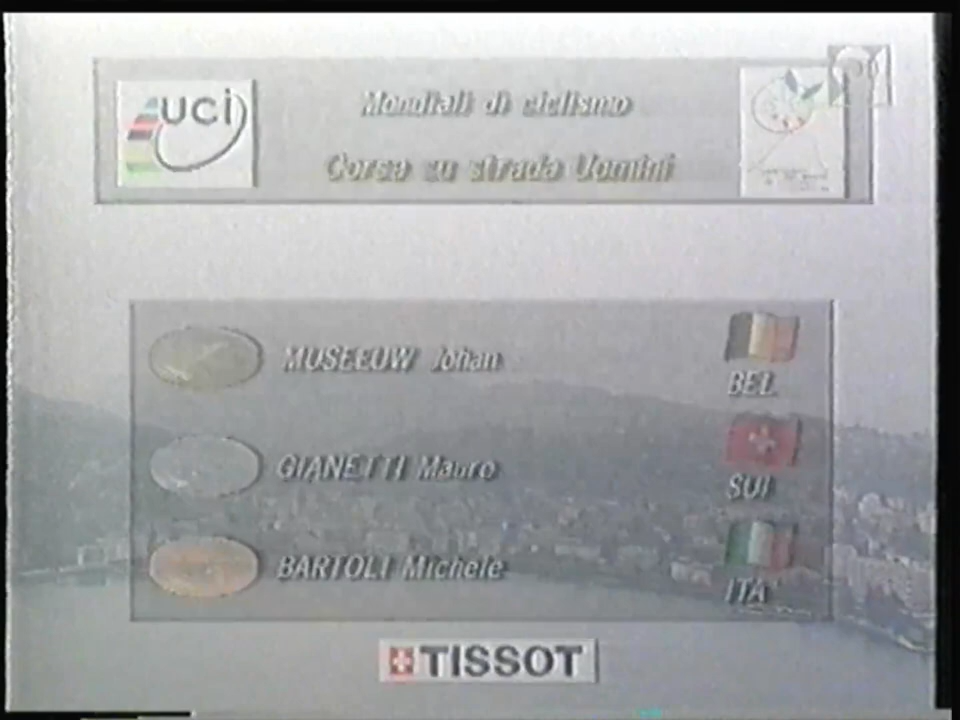 UCI
Mondiali di ciclismo
Corsa su strada Uomini
MUSEEUW Johan
BEL
GIANETTI Mauro
SUI
BARTOLI Michele
ITA
TISSOT